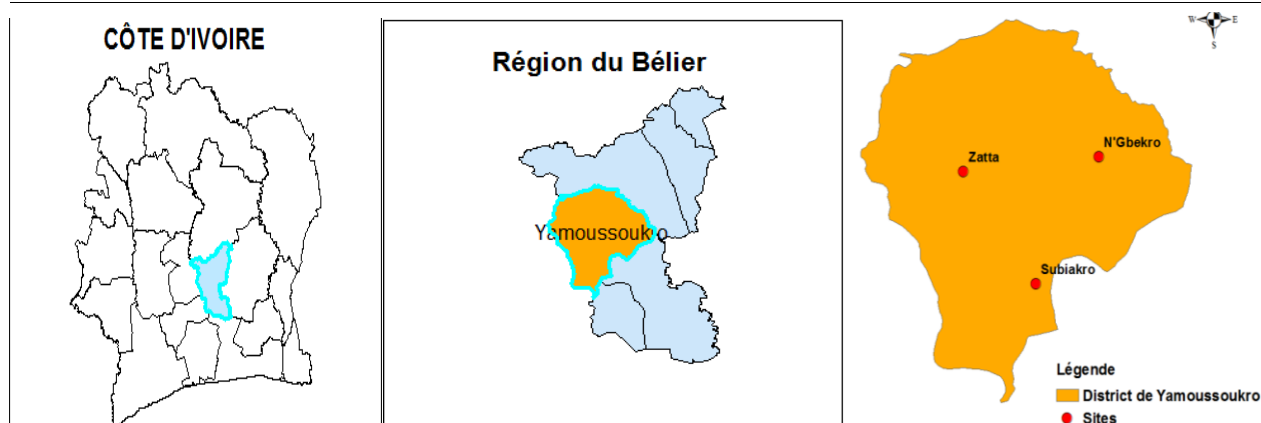 CÔTE D'IVOIRE
Région du Bélier
Yamoussoukro
W
E
S
Zatta
N'Gbekro
Subiakro
Légende
District de Yamoussoukro
Sites